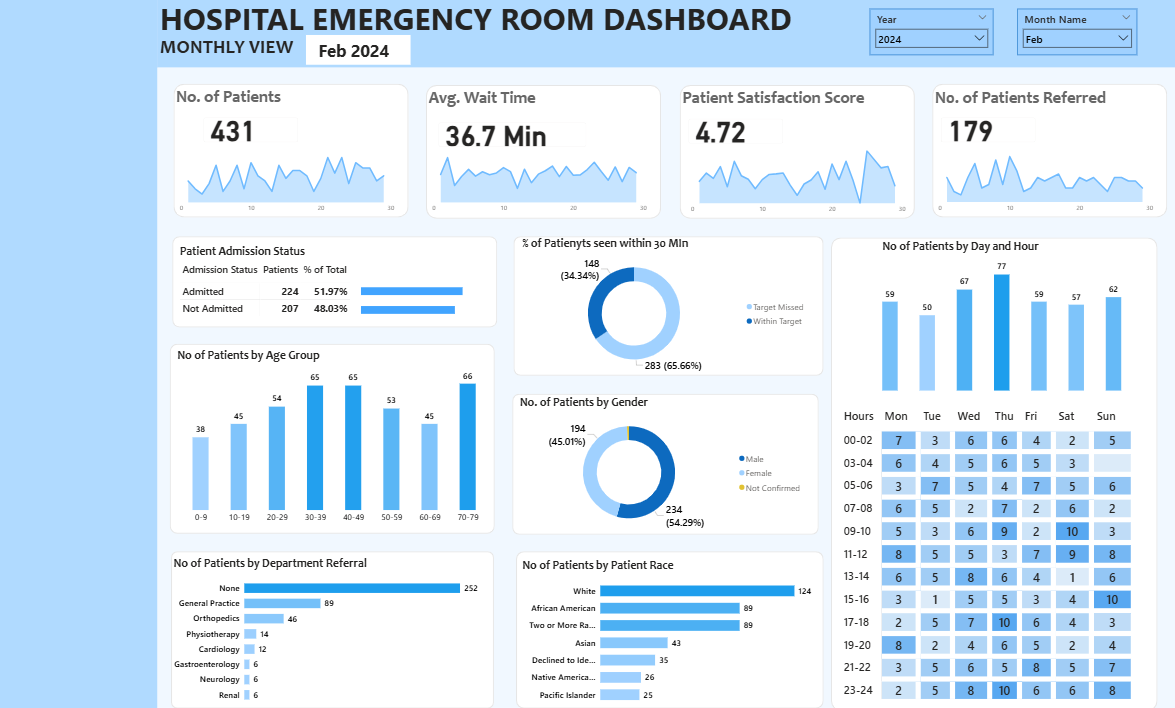 HOSPITAL EMERGENCY ROOM DASHBOARD
MONTHLY VIEW Feb 2024
Year
2024
Month Name
Feb
No. of Patients
431
0 10 20 30
Avg. Wait Time
36.7 Min
0 10 20 30
Patient Satisfaction Score
4.72
0 10 20 30
No. of Patients Referred
179
0 10 20 30
Patient Admission Status
Admission Status Patients % of Total
Admitted 224 51.97%
Not Admitted 207 48.03%
% of Patienyts seen within 30 MIn
148
(34.34%)
283 (65.66%)
Target Missed
Within Target
No of Patients by Age Group
38 45 54 65 65 53 45 66
0-9 10-19 20-29 30-39 40-49 50-59 60-69 70-79
No. of Patients by Gender
194
(45.01%)
234
(54.29%)
Male
Female
Not Confirmed
No of Patients by Department Referral
None 252
General Practice 89
Orthopedics 46
Physiotherapy 14
Cardiology 12
Gastroenterology 6
Neurology 6
Renal 6
No of Patients by Patient Race
White 124
African American 89
Two or More Ra... 89
Asian 43
Declined to Ide... 35
Native America... 26
Pacific Islander 25
No of Patients by Day and Hour
59 50 67 77 59 57 62
Hours Mon Tue Wed Thu Fri Sat Sun
00-02 7 3 6 6 4 2 5
03-04 6 4 5 6 5 3
05-06 3 7 5 4 7 5 6
07-08 6 5 2 7 2 6 2
09-10 5 3 6 9 2 10 3
11-12 8 5 5 3 7 9 8
13-14 6 5 8 6 4 1 6
15-16 3 1 5 5 3 4 10
17-18 2 5 7 10 6 4 3
19-20 8 2 4 6 5 2 4
21-22 3 5 6 5 8 5 7
23-24 2 5 8 10 6 6 8